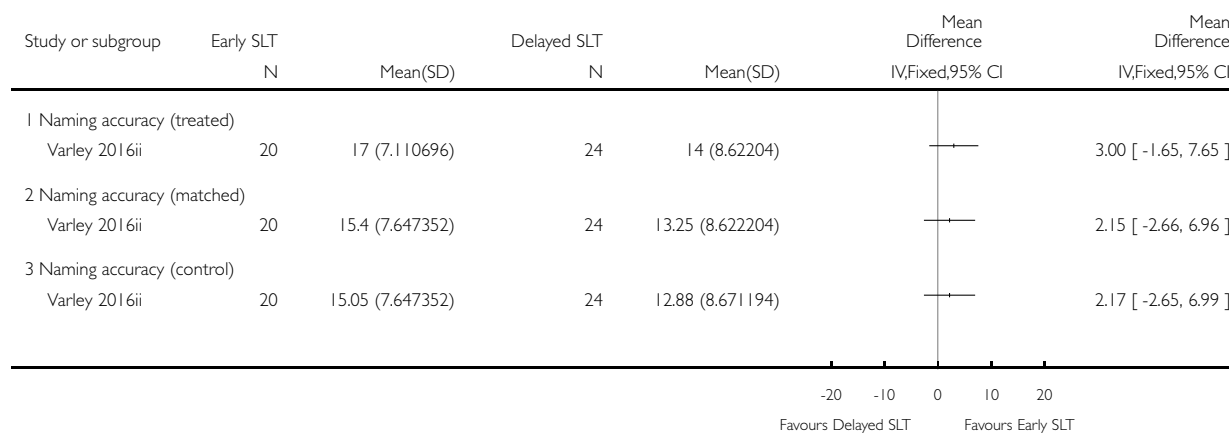 Mean Mean
Study or subgroup Early SLT Delayed SLT Difference Difference
N Mean(SD) N Mean(SD) IV,Fixed,95% CI IV,Fixed,95% CI
1 Naming accuracy (treated)
Varley 2016ii 20 17 (7.110696) 24 14 (8.62204) 3.00 [ -1.65, 7.65 ]
2 Naming accuracy (matched)
Varley 2016ii 20 15.4 (7.647352) 24 13.25 (8.622204) 2.15 [ -2.66, 6.96 ]
3 Naming accuracy (control)
Varley 2016ii 20 15.05 (7.647352) 24 12.88 (8.671194) 2.17 [ -2.65, 6.99 ]
-20 -10 0 10 20
Favours Delayed SLT Favours Early SLT